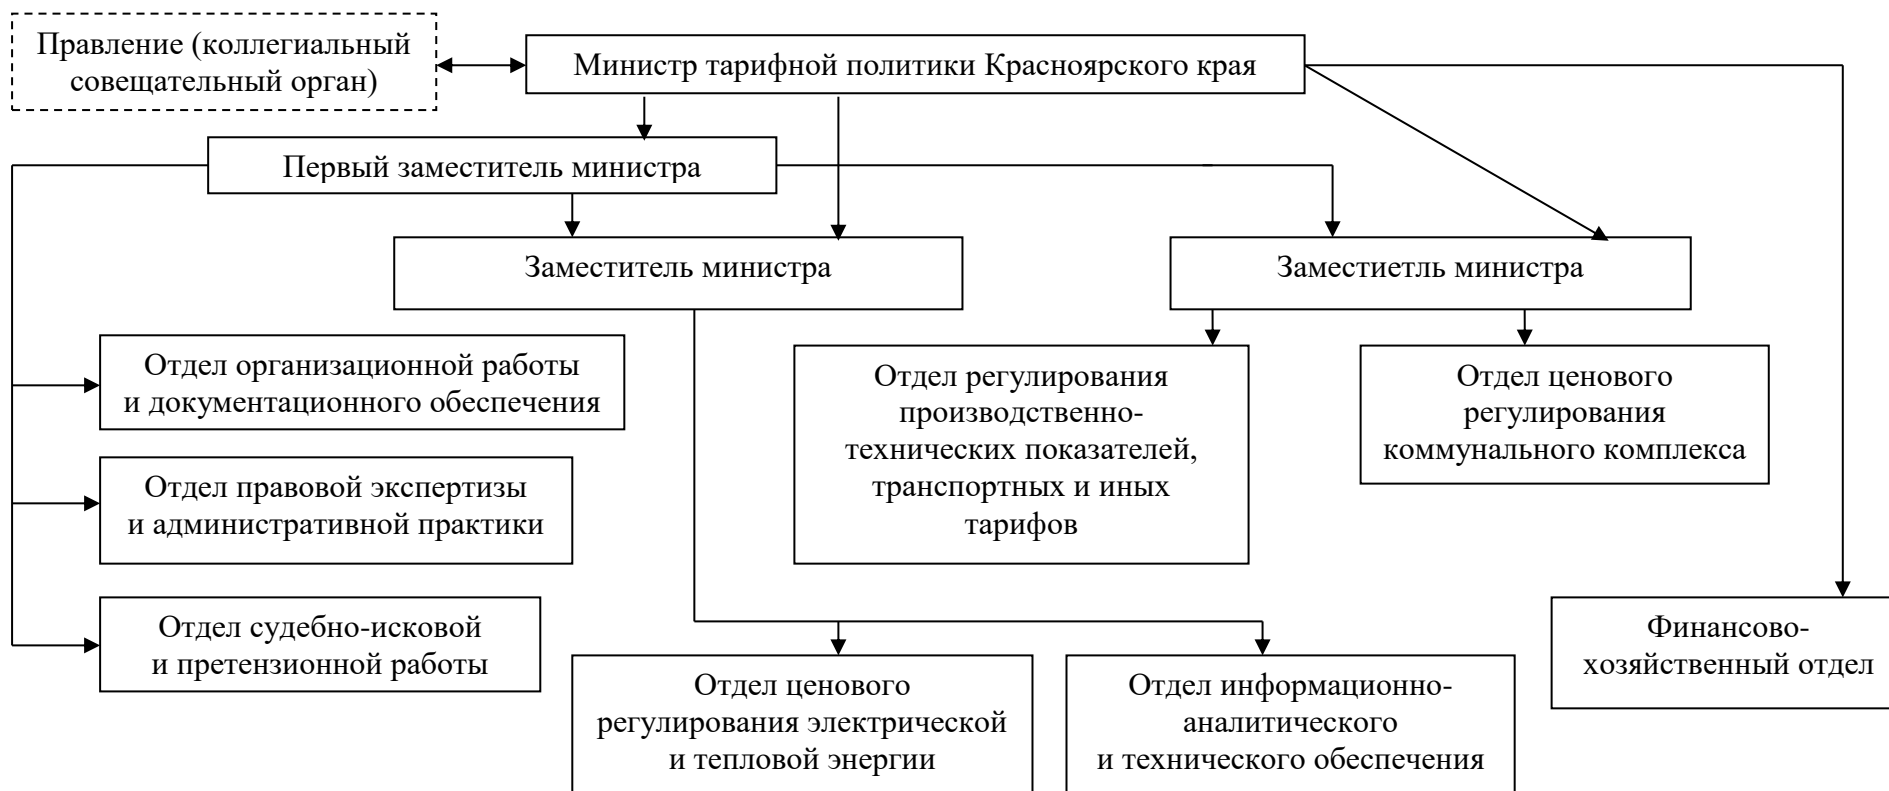 Правление (коллегиальный
совещательный орган)
Министр тарифной политики Красноярского края
Первый заместитель министра
Заместитель министра
Заместиетль министра
Отдел организационной работы
и документационного обеспечения
Отдел регулирования
производственно-
технических показателей,
транспортных и иных
тарифов
Отдел ценового
регулирования
коммунального комплекса
Отдел правовой экспертизы
и административной практики
Отдел судебно-исковой
и претензионной работы
Финансово-
хозяйственный отдел
Отдел ценового
регулирования электрической
и тепловой энергии
Отдел информационно-
аналитического
и технического обеспечения